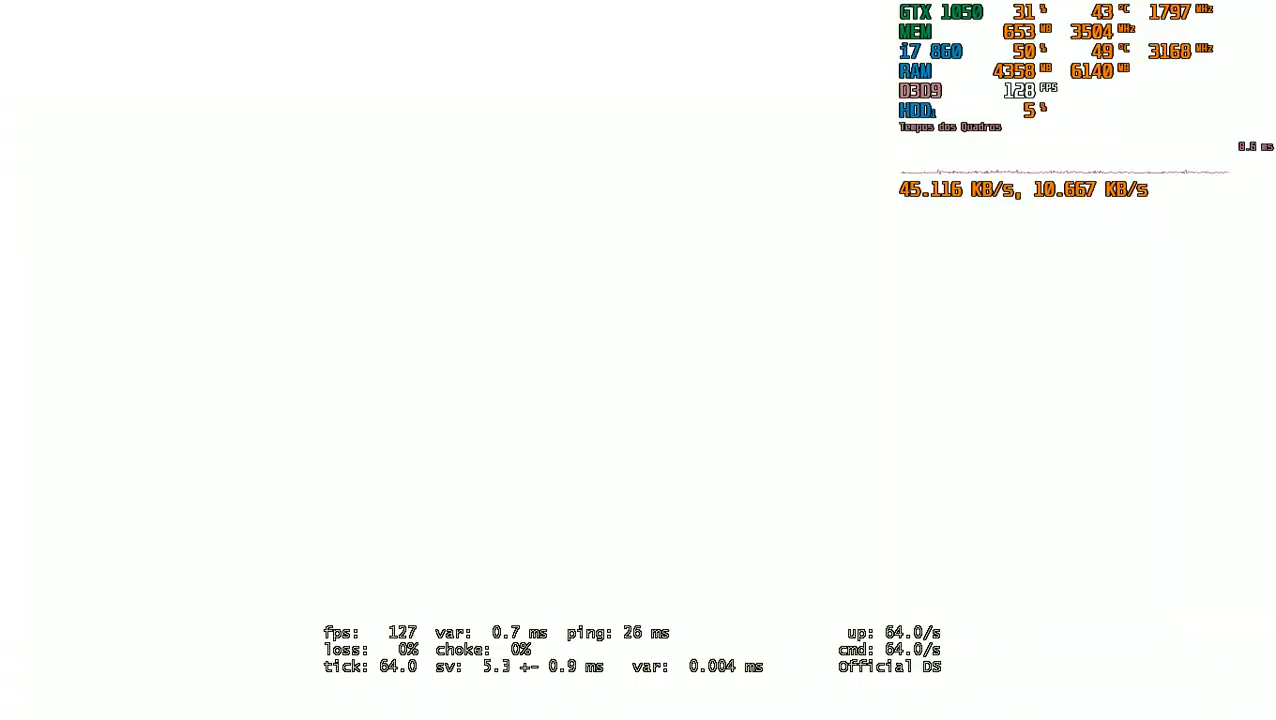 GTX 1050 31 % 43 °C 1797 MHz
MEM 653 MB 3504 MHz
i7 860 50 % 49 °C 3168 MHz
RAM 4358 MB 6140 MB
D3D9 128 FPS
HDD1 5 %
Tempos dos Quadros
8.6 ms
45.116 KB/s, 10.667 KB/s
fps: 127 var: 0.7 ms ping: 26 ms up: 64.0/s
loss: 0% choke: 0% cmd: 64.0/s
tick: 64.0 sv: 5.3 +- 0.9 ms var: 0.004 ms Official DS